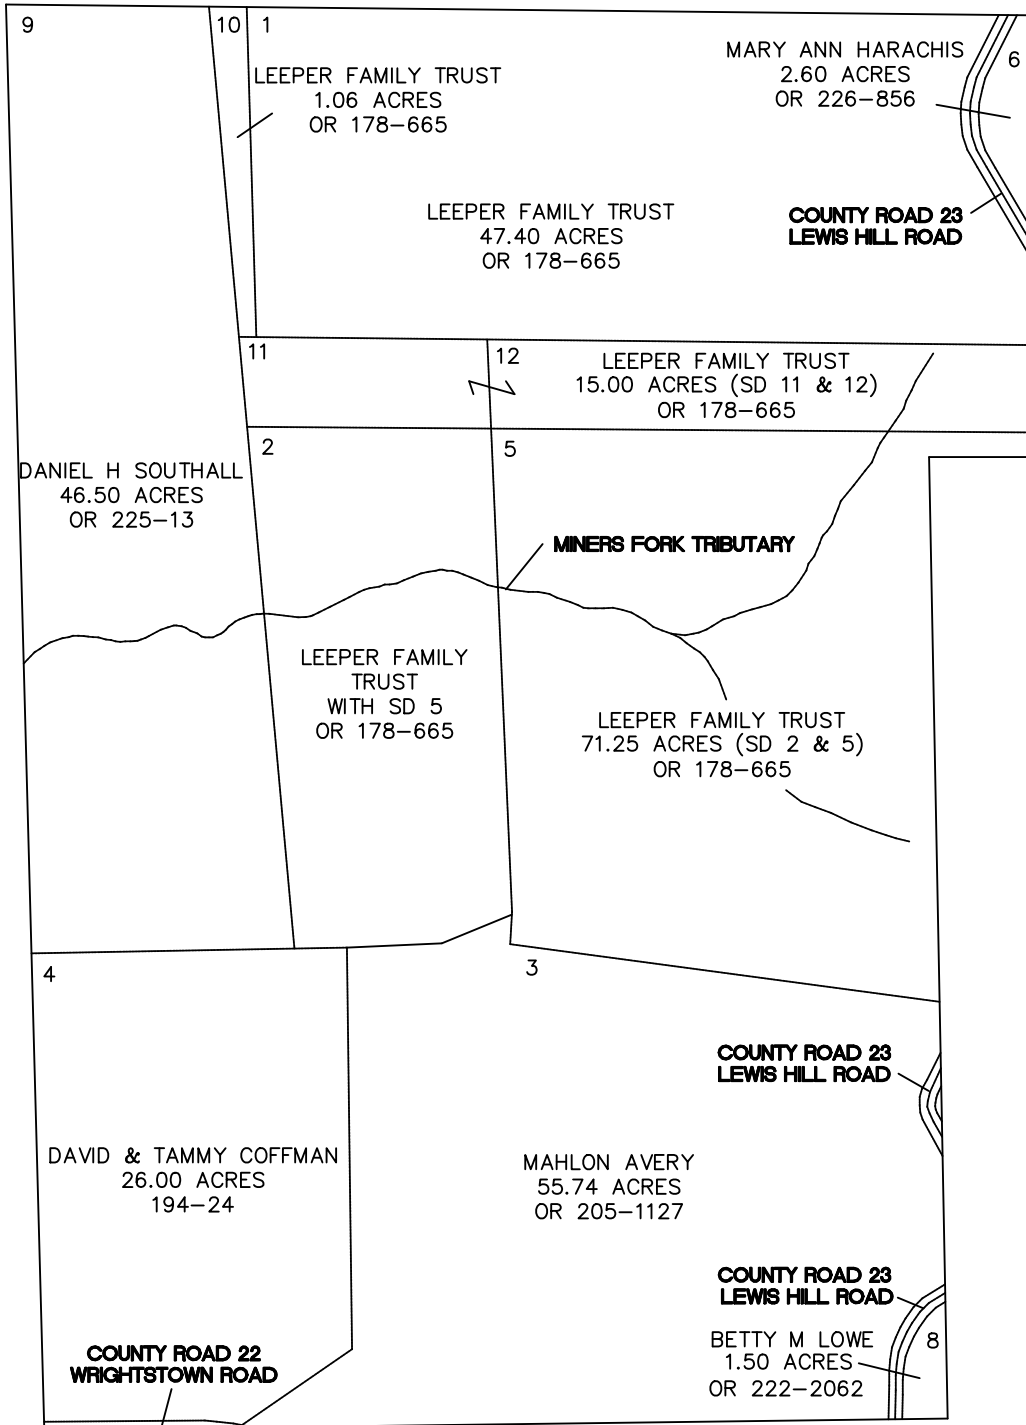 9
10
1
LEEPER FAMILY TRUST
1.06 ACRES
OR 178-665
MARY ANN HARACHIS
2.60 ACRES
OR 226-856
6
LEEPER FAMILY TRUST
47.40 ACRES
OR 178-665
COUNTY ROAD 23
LEWIS HILL ROAD
11
12
LEEPER FAMILY TRUST
15.00 ACRES (SD 11 & 12)
OR 178-665
2
5
DANIEL H SOUTHALL
46.50 ACRES
OR 225-13
MINERS FORK TRIBUTARY
LEEPER FAMILY
TRUST
WITH SD 5
OR 178-665
LEEPER FAMILY TRUST
71.25 ACRES (SD 2 & 5)
OR 178-665
4
3
COUNTY ROAD 23
LEWIS HILL ROAD
DAVID & TAMMY COFFMAN
26.00 ACRES
194-24
MAHLON AVERY
55.74 ACRES
OR 205-1127
COUNTY ROAD 23
LEWIS HILL ROAD
BETTY M LOWE
1.50 ACRES
OR 222-2062
8
COUNTY ROAD 22
WRIGHTSTOWN ROAD